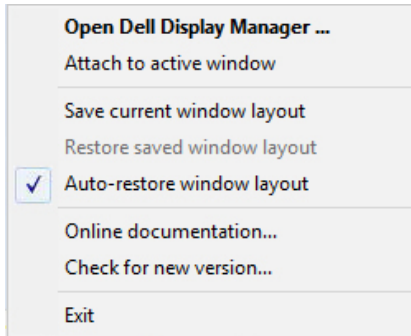 Open Dell Display Manager ...
Attach to active window
Save current window layout
Restore saved window layout
Auto-restore window layout
Online documentation...
Check for new version...
Exit